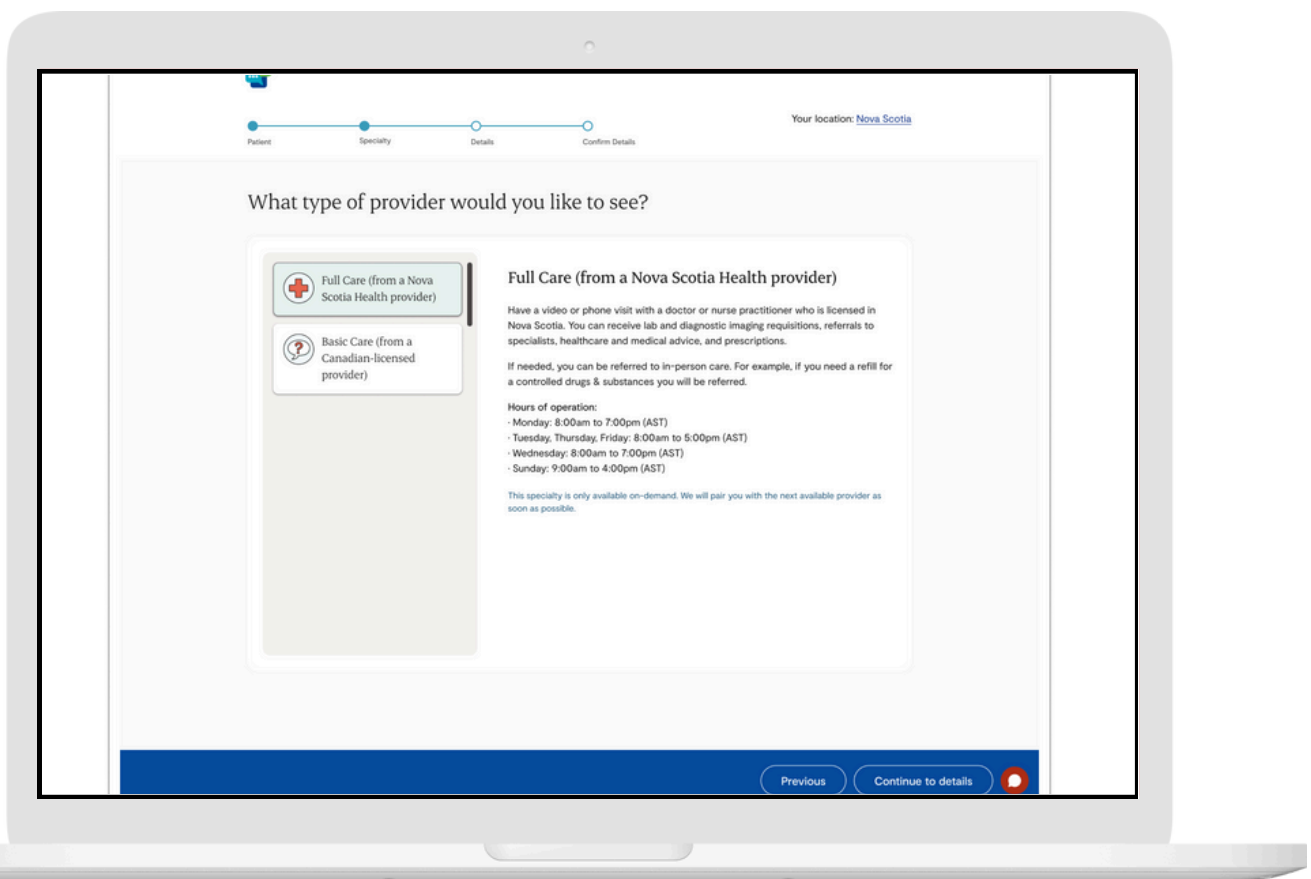 Your location: Nova Scotia
Patient
Specialty
Details
Confirm Details
What type of provider would you like to see?
Full Care (from a Nova
Scotia Health provider)
Basic Care (from a
Canadian-licensed
provider)
Full Care (from a Nova Scotia Health provider)
Have a video or phone visit with a doctor or nurse practitioner who is licensed in
Nova Scotia. You can receive lab and diagnostic imaging requisitions, referrals to
specialists, healthcare and medical advice, and prescriptions.
If needed, you can be referred to in-person care. For example, if you need a refill for
a controlled drugs & substances you will be referred.
Hours of operation:
· Monday: 8:00am to 7:00pm (AST)
· Tuesday, Thursday, Friday: 8:00am to 5:00pm (AST)
· Wednesday: 8:00am to 7:00pm (AST)
· Sunday: 9:00am to 4:00pm (AST)
This specialty is only available on-demand. We will pair you with the next available provider as
soon as possible.
Previous
Continue to details